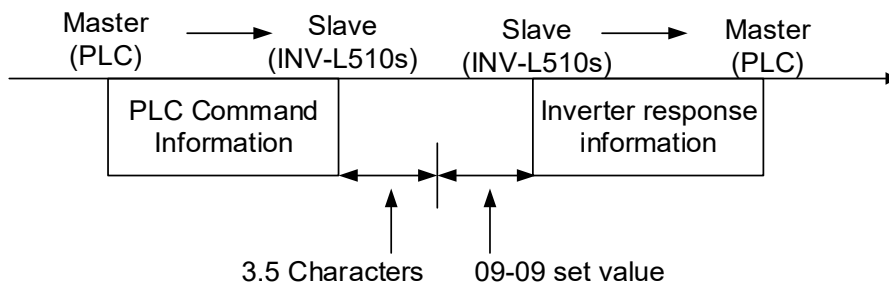 Master
(PLC)
Slave
(INV-L510s)
Slave
(INV-L510s)
Master
(PLC)
PLC Command
Information
Inverter response
information
3.5 Characters
09-09 set value